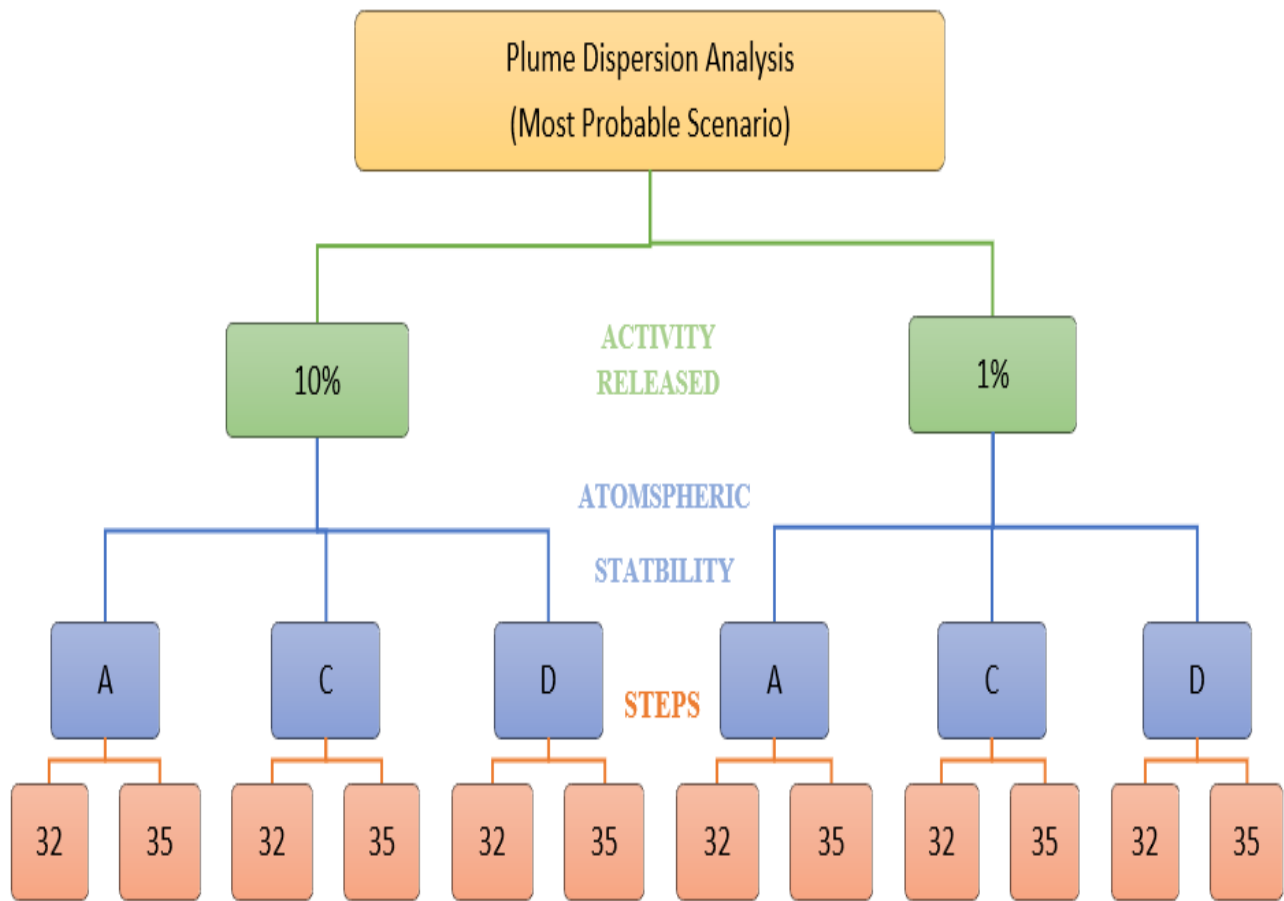 Plume Dispersion Analysis
(Most Probable Scenario)
10%
ACTIVITY
RELEASED
1%
ATOMSPHERIC
STATBILITY
A
C
D
STEPS
A
C
D
32
35
32
35
32
35
32
35
32
35
32
35